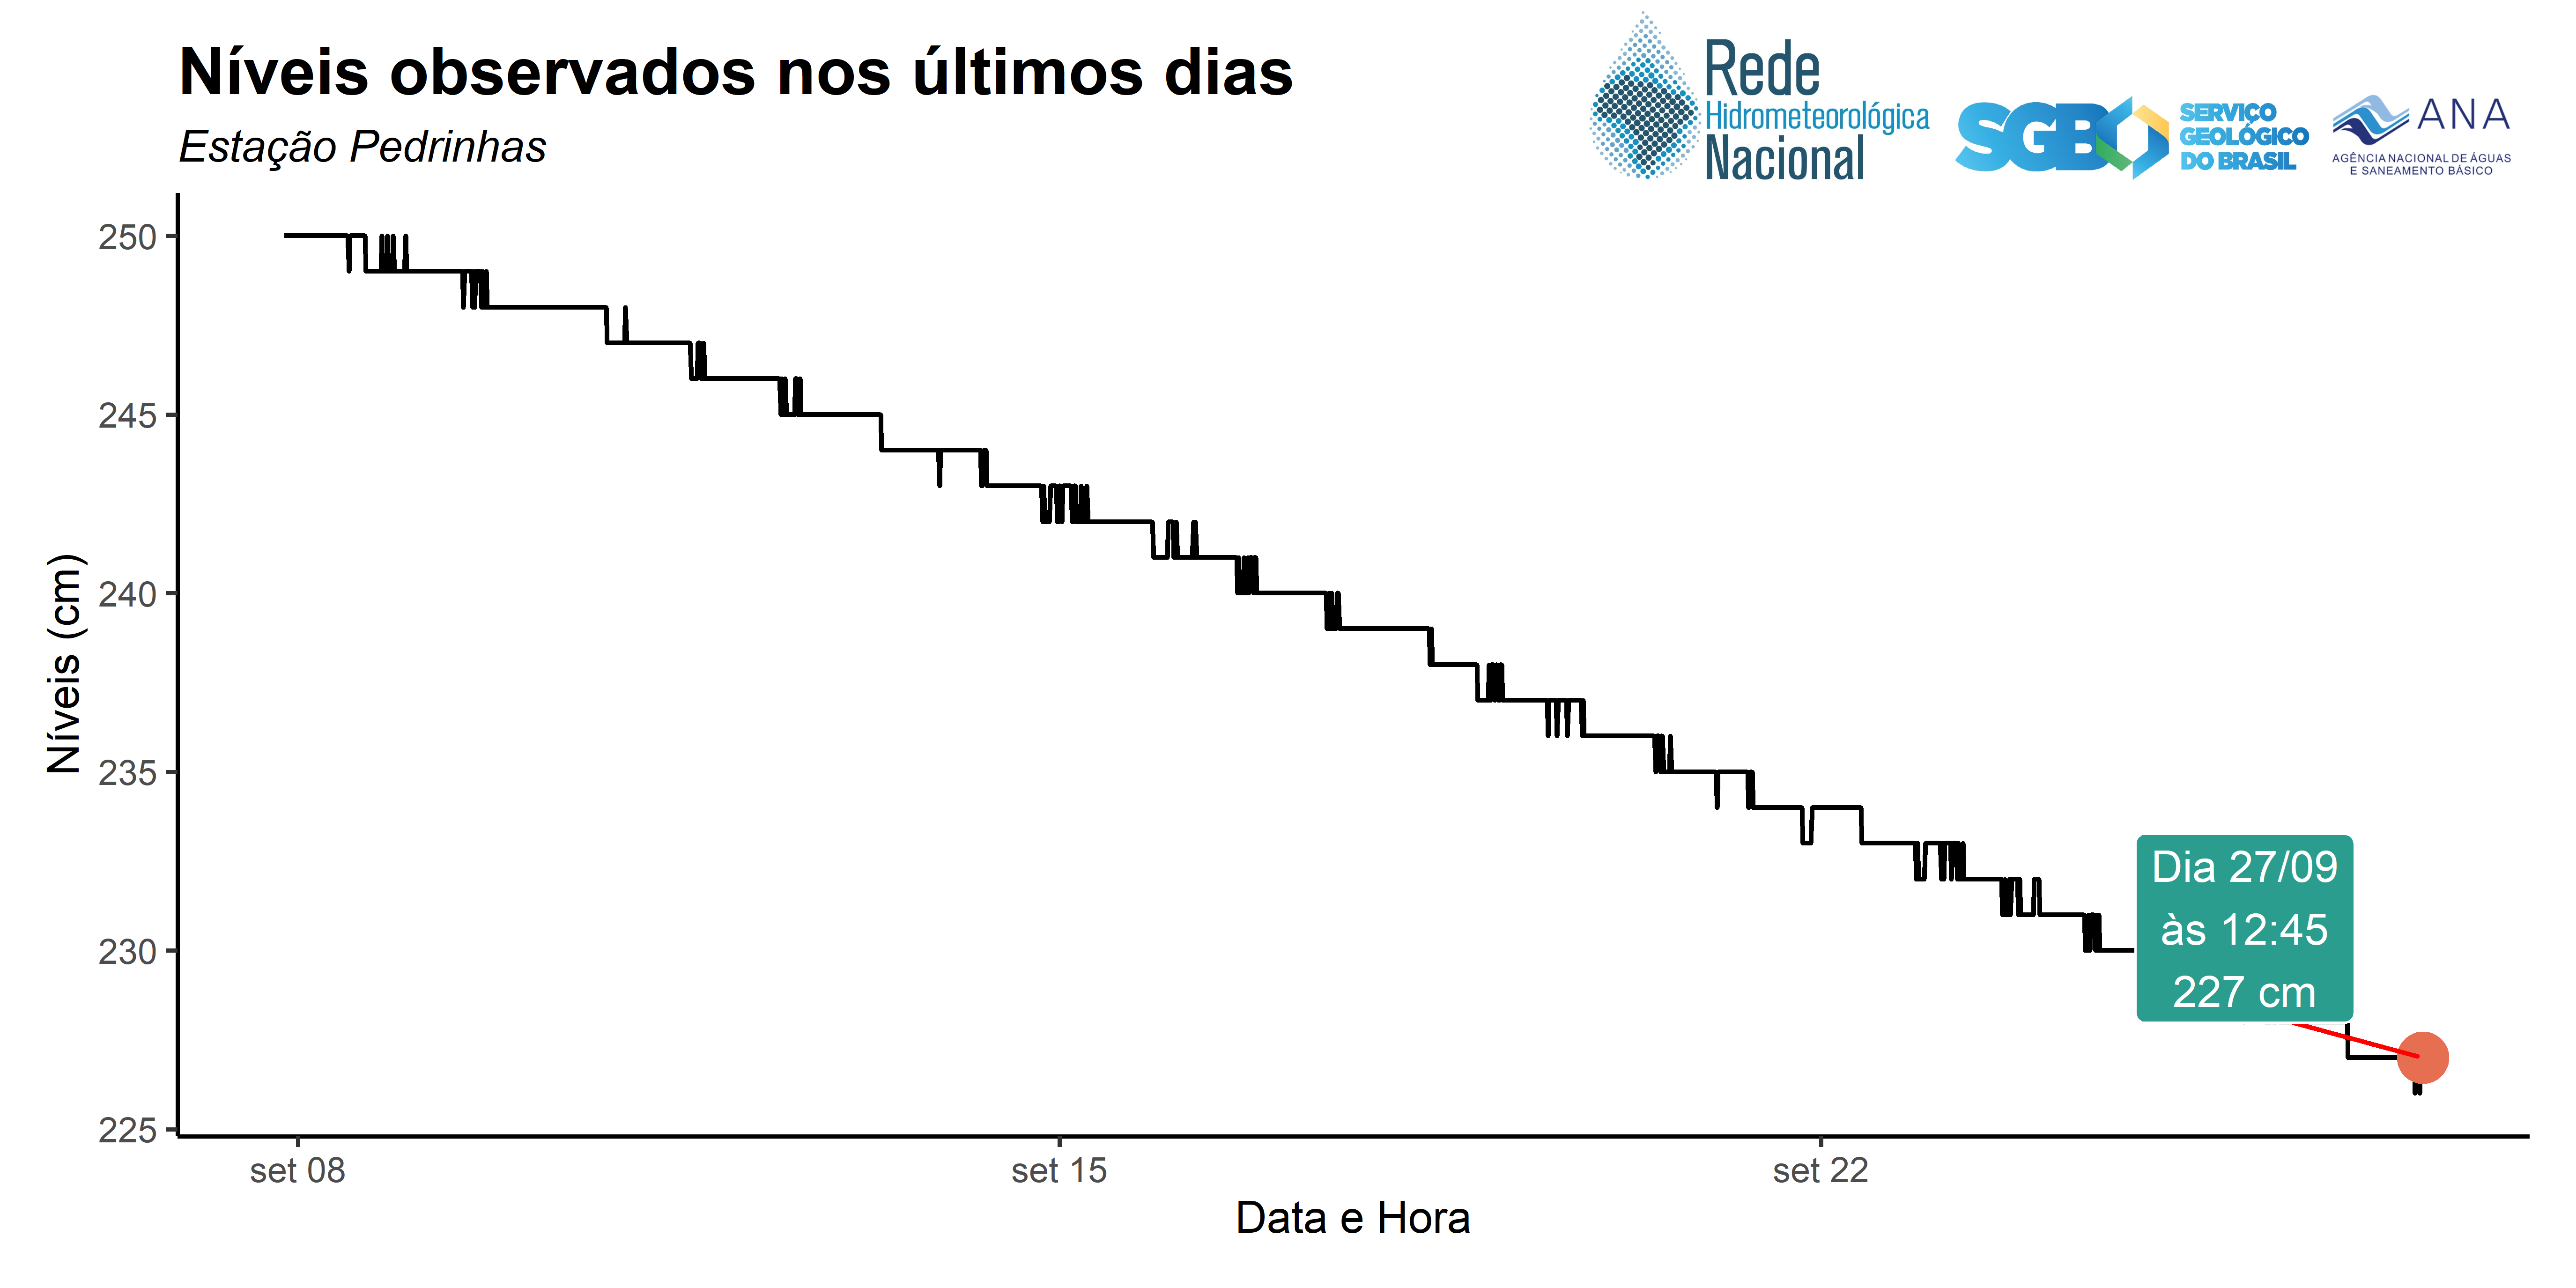 Níveis observados nos últimos dias
Estação Pedrinhas
Rede
Hidrometeorológica
Nacional
SGB
SERVIÇO
GEOLÓGICO
DO BRASIL
ANA
AGÊNCIA NACIONAL DE ÁGUAS
E SANEAMENTO BÁSICO
Níveis (cm)
250
245
240
235
230
225
Dia 27/09
às 12:45
227 cm
set 08
set 15
set 22
Data e Hora